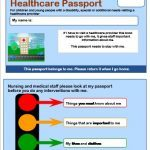 Healthcare Passport
For children and young people with a disability, special or condition needs visiting a
healthcare provider
My name is:
If I have to visit a healthcare provider this book
needs to go with me, it gives staff important
information about me.
This passport needs to stay with me.
This passport belongs to me. Please return it when I go home.
Nursing and medical staff please look at my passport
before you do any interventions with me.
Things you must know about me
Things that are important to me
My likes and dislikes